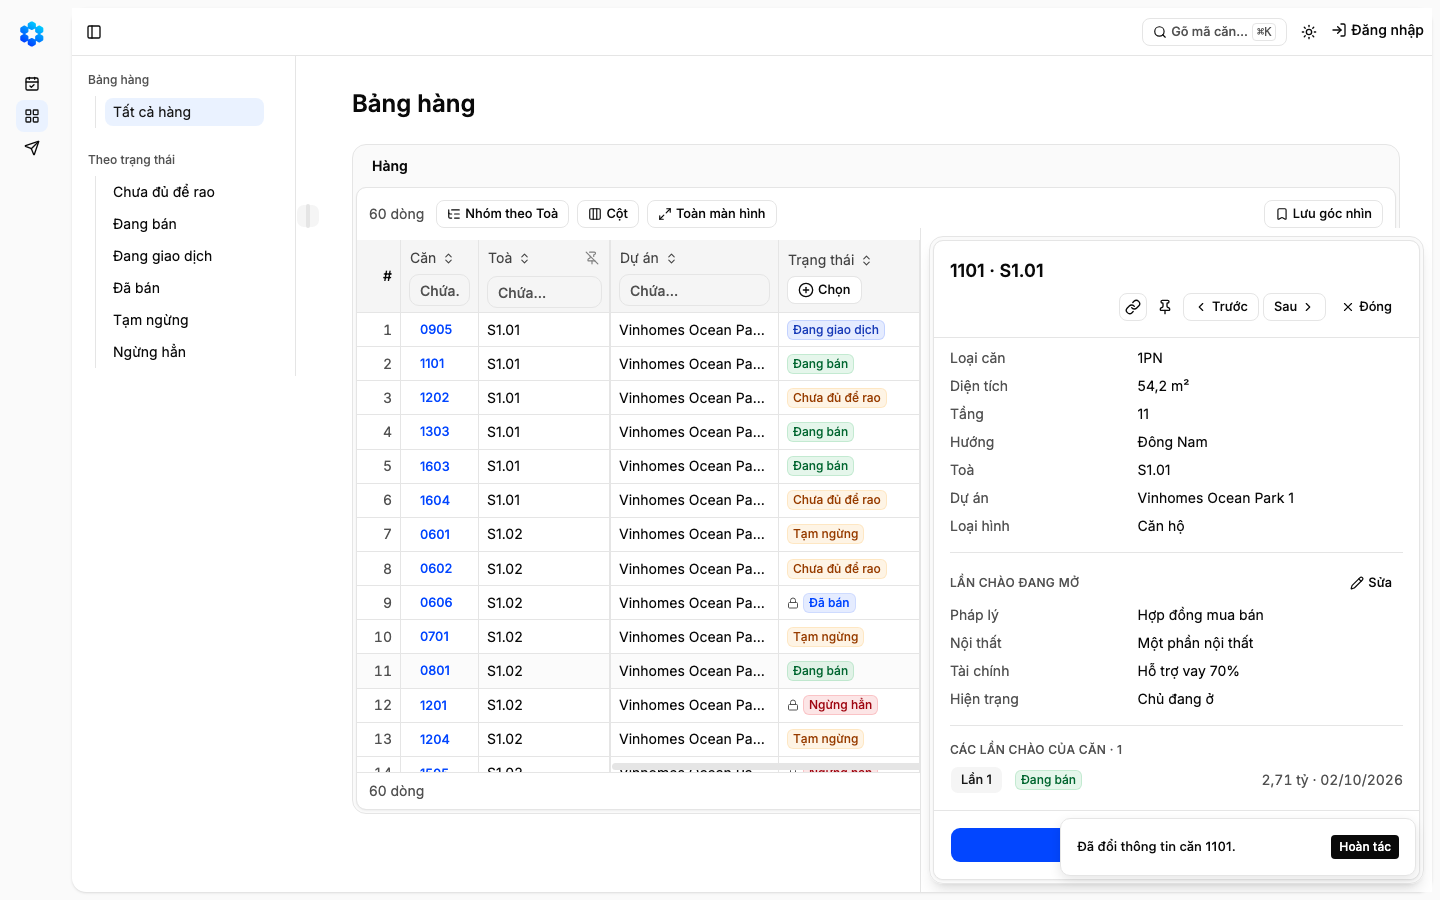 Gõ mã căn... ⌘K
Đăng nhập
Bảng hàng
Tất cả hàng
Theo trạng thái
Chưa đủ để rao
Đang bán
Đang giao dịch
Đã bán
Tạm ngừng
Ngừng hẳn
Bảng hàng
Hàng
60 dòng
Nhóm theo Toà
Cột
Toàn màn hình
Lưu góc nhìn
# Căn Toà Dự án Trạng thái
Chứa. Chứa... Chứa... Chọn
1 0905 S1.01 Vinhomes Ocean Pa... Đang giao dịch
2 1101 S1.01 Vinhomes Ocean Pa... Đang bán
3 1202 S1.01 Vinhomes Ocean Pa... Chưa đủ để rao
4 1303 S1.01 Vinhomes Ocean Pa... Đang bán
5 1603 S1.01 Vinhomes Ocean Pa... Đang bán
6 1604 S1.01 Vinhomes Ocean Pa... Chưa đủ để rao
7 0601 S1.02 Vinhomes Ocean Pa... Tạm ngừng
8 0602 S1.02 Vinhomes Ocean Pa... Chưa đủ để rao
9 0606 S1.02 Vinhomes Ocean Pa... Đã bán
10 0701 S1.02 Vinhomes Ocean Pa... Tạm ngừng
11 0801 S1.02 Vinhomes Ocean Pa... Đang bán
12 1201 S1.02 Vinhomes Ocean Pa... Ngừng hẳn
13 1204 S1.02 Vinhomes Ocean Pa... Tạm ngừng
60 dòng
1101 · S1.01
Trước
Sau
Đóng
Loại căn 1PN
Diện tích 54,2 m²
Tầng 11
Hướng Đông Nam
Toà S1.01
Dự án Vinhomes Ocean Park 1
Loại hình Căn hộ
LẦN CHÀO ĐANG MỞ Sửa
Pháp lý Hợp đồng mua bán
Nội thất Một phần nội thất
Tài chính Hỗ trợ vay 70%
Hiện trạng Chủ đang ở
CÁC LẦN CHÀO CỦA CĂN · 1
Lần 1 Đang bán 2,71 tỷ · 02/10/2026
Đã đổi thông tin căn 1101.
Hoàn tác